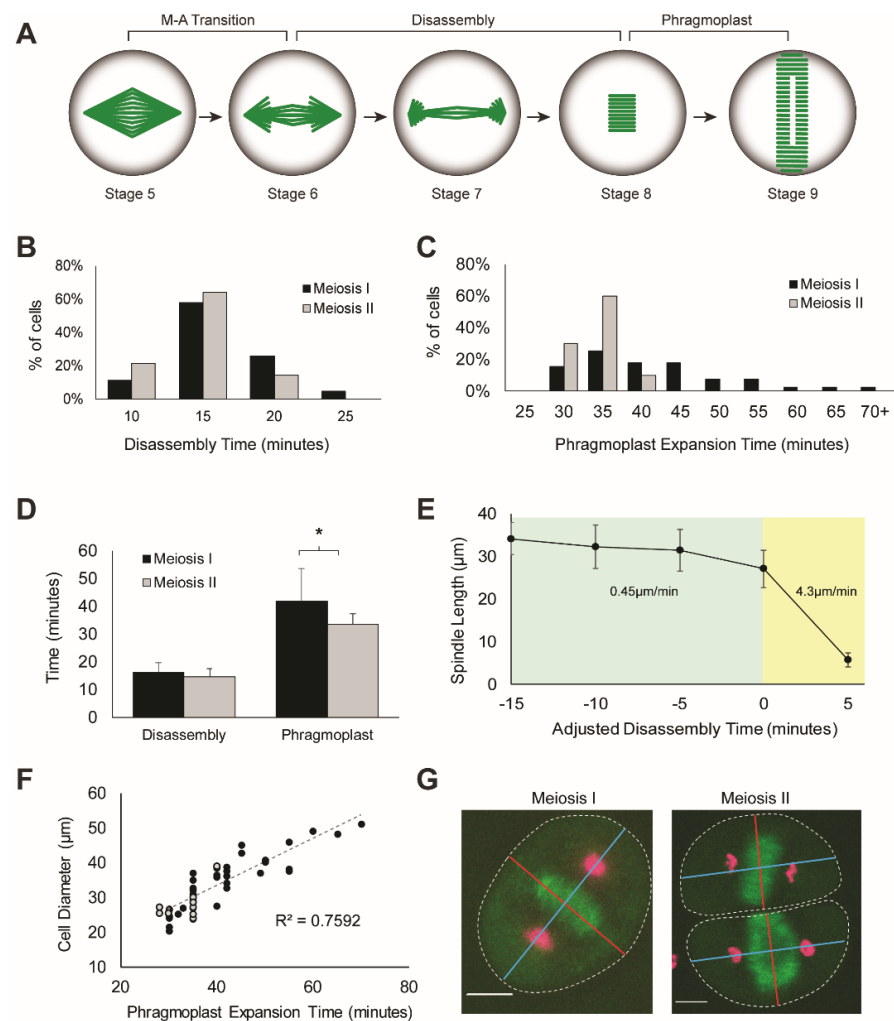 A
M-A Transition
Disassembly
Phragmoplast
Stage 5
Stage 6
Stage 7
Stage 8
Stage 9
B
80%
60%
40%
20%
0%
% of cells
Meiosis I
Meiosis II
10 15 20 25
Disassembly Time (minutes)
C
80%
60%
40%
20%
0%
% of cells
Meiosis I
Meiosis II
25 30 35 40 45 50 55 60 65 70+
Phragmoplast Expansion Time (minutes)
D
60
50
40
30
20
10
0
Time (minutes)
Meiosis I
Meiosis II
*
Disassembly
Phragmoplast
E
40
30
20
10
0
Spindle Length (µm)
0.45µm/min
4.3µm/min
-15 -10 -5 0 5
Adjusted Disassembly Time (minutes)
F
60
50
40
30
20
10
Cell Diameter (µm)
R² = 0.7592
20 40 60 80
Phragmoplast Expansion Time (minutes)
G
Meiosis I
Meiosis II